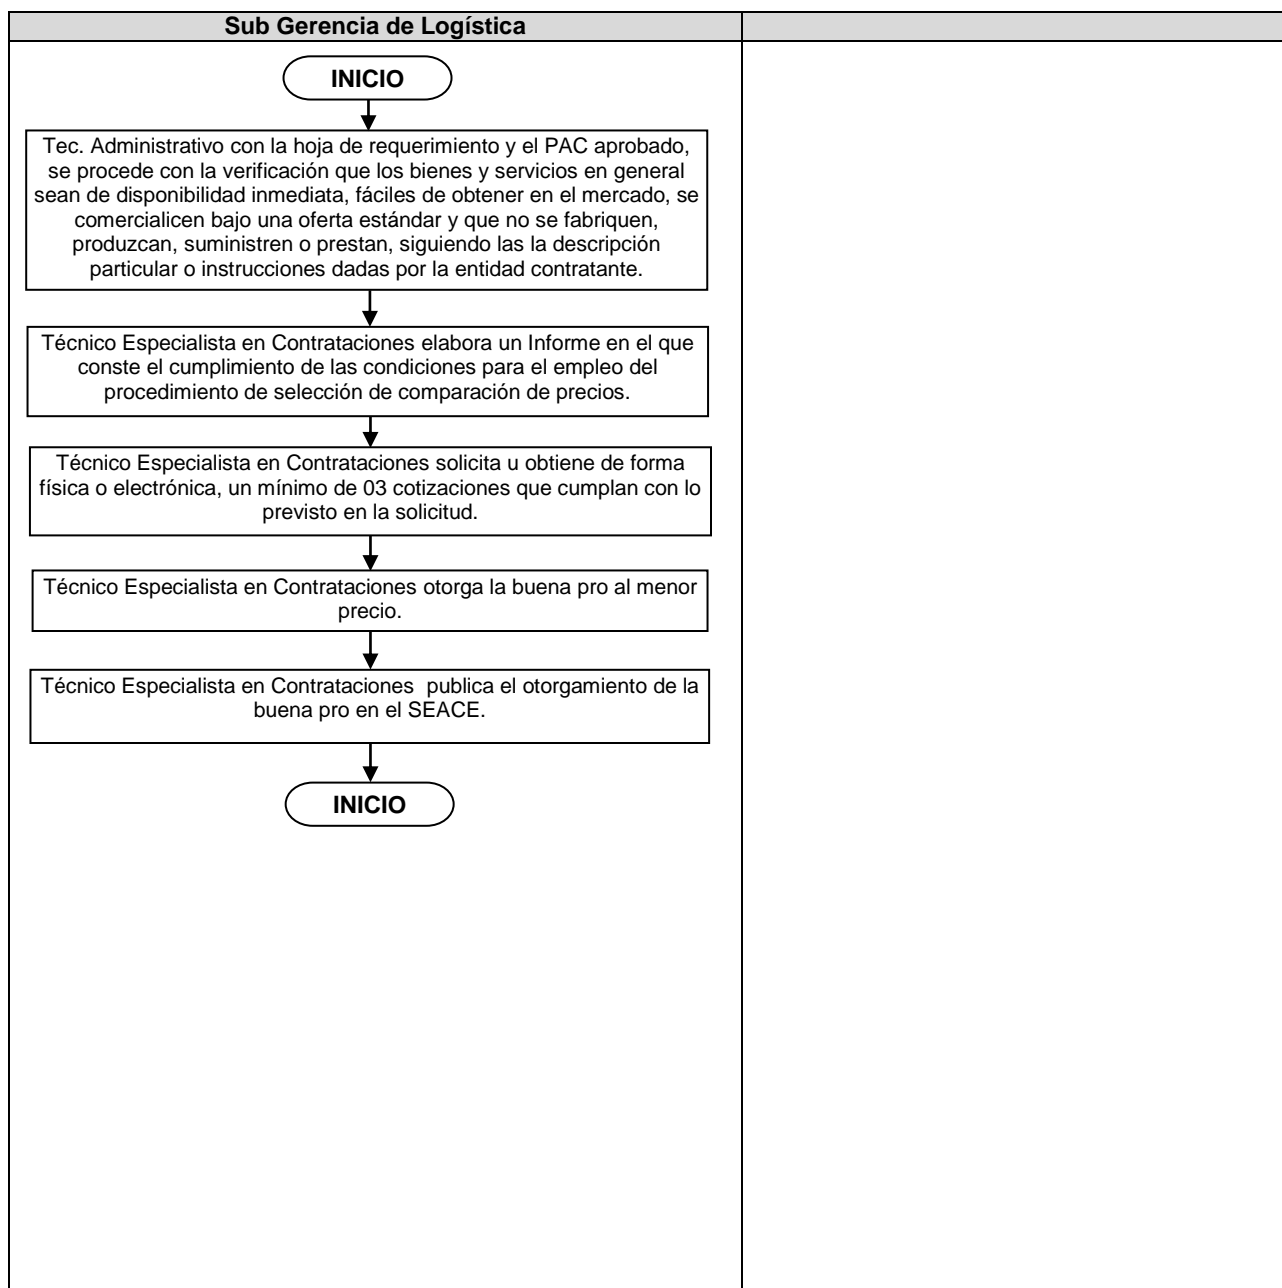 Sub Gerencia de Logística
INICIO
Tec. Administrativo con la hoja de requerimiento y el PAC aprobado,
se procede con la verificación que los bienes y servicios en general
sean de disponibilidad inmediata, fáciles de obtener en el mercado, se
comercialicen bajo una oferta estándar y que no se fabriquen,
produzcan, suministren o prestan, siguiendo las la descripción
particular o instrucciones dadas por la entidad contratante.
Técnico Especialista en Contrataciones elabora un Informe en el que
conste el cumplimiento de las condiciones para el empleo del
procedimiento de selección de comparación de precios.
Técnico Especialista en Contrataciones solicita u obtiene de forma
física o electrónica, un mínimo de 03 cotizaciones que cumplan con lo
previsto en la solicitud.
Técnico Especialista en Contrataciones otorga la buena pro al menor
precio.
Técnico Especialista en Contrataciones  publica el otorgamiento de la
buena pro en el SEACE.
INICIO